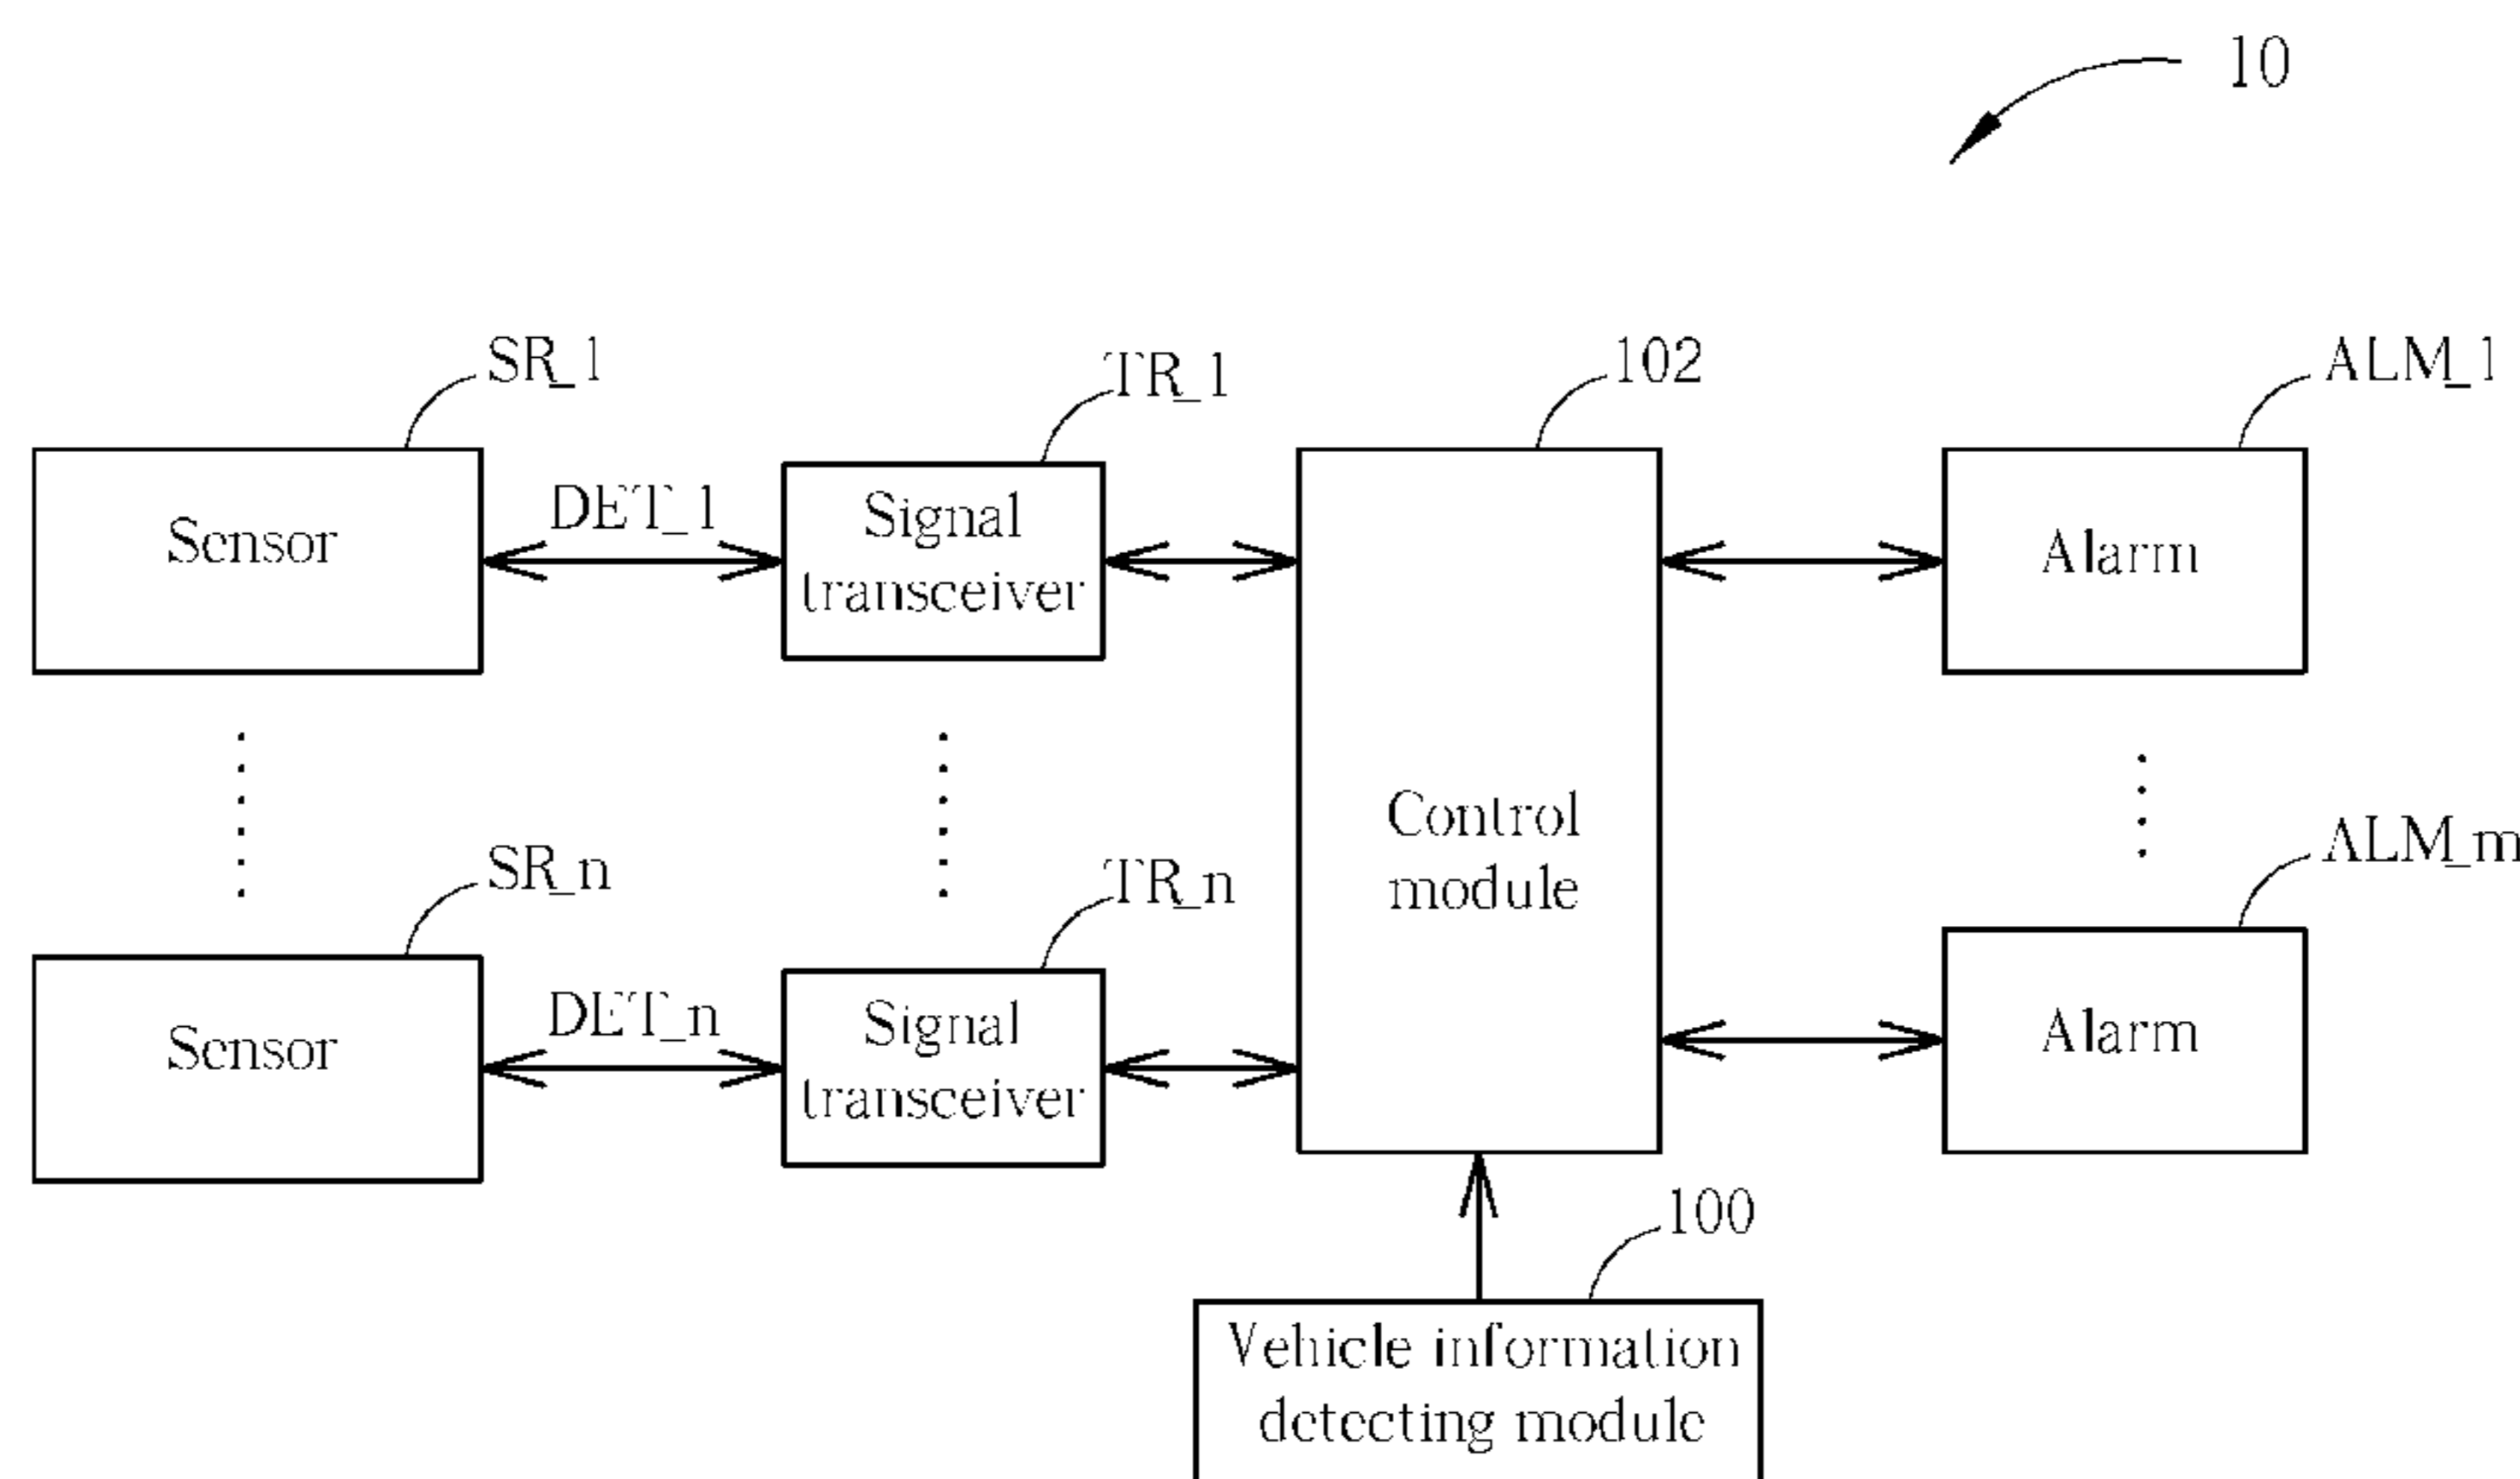 10
SR_1
TR_1
102
ALM_1
Sensor
DET_1
Signal
transceiver
Alarm
Control
module
SR_n
TR_n
ALM_m
Sensor
DET_n
Signal
transceiver
Alarm
100
Vehicle information
detecting module